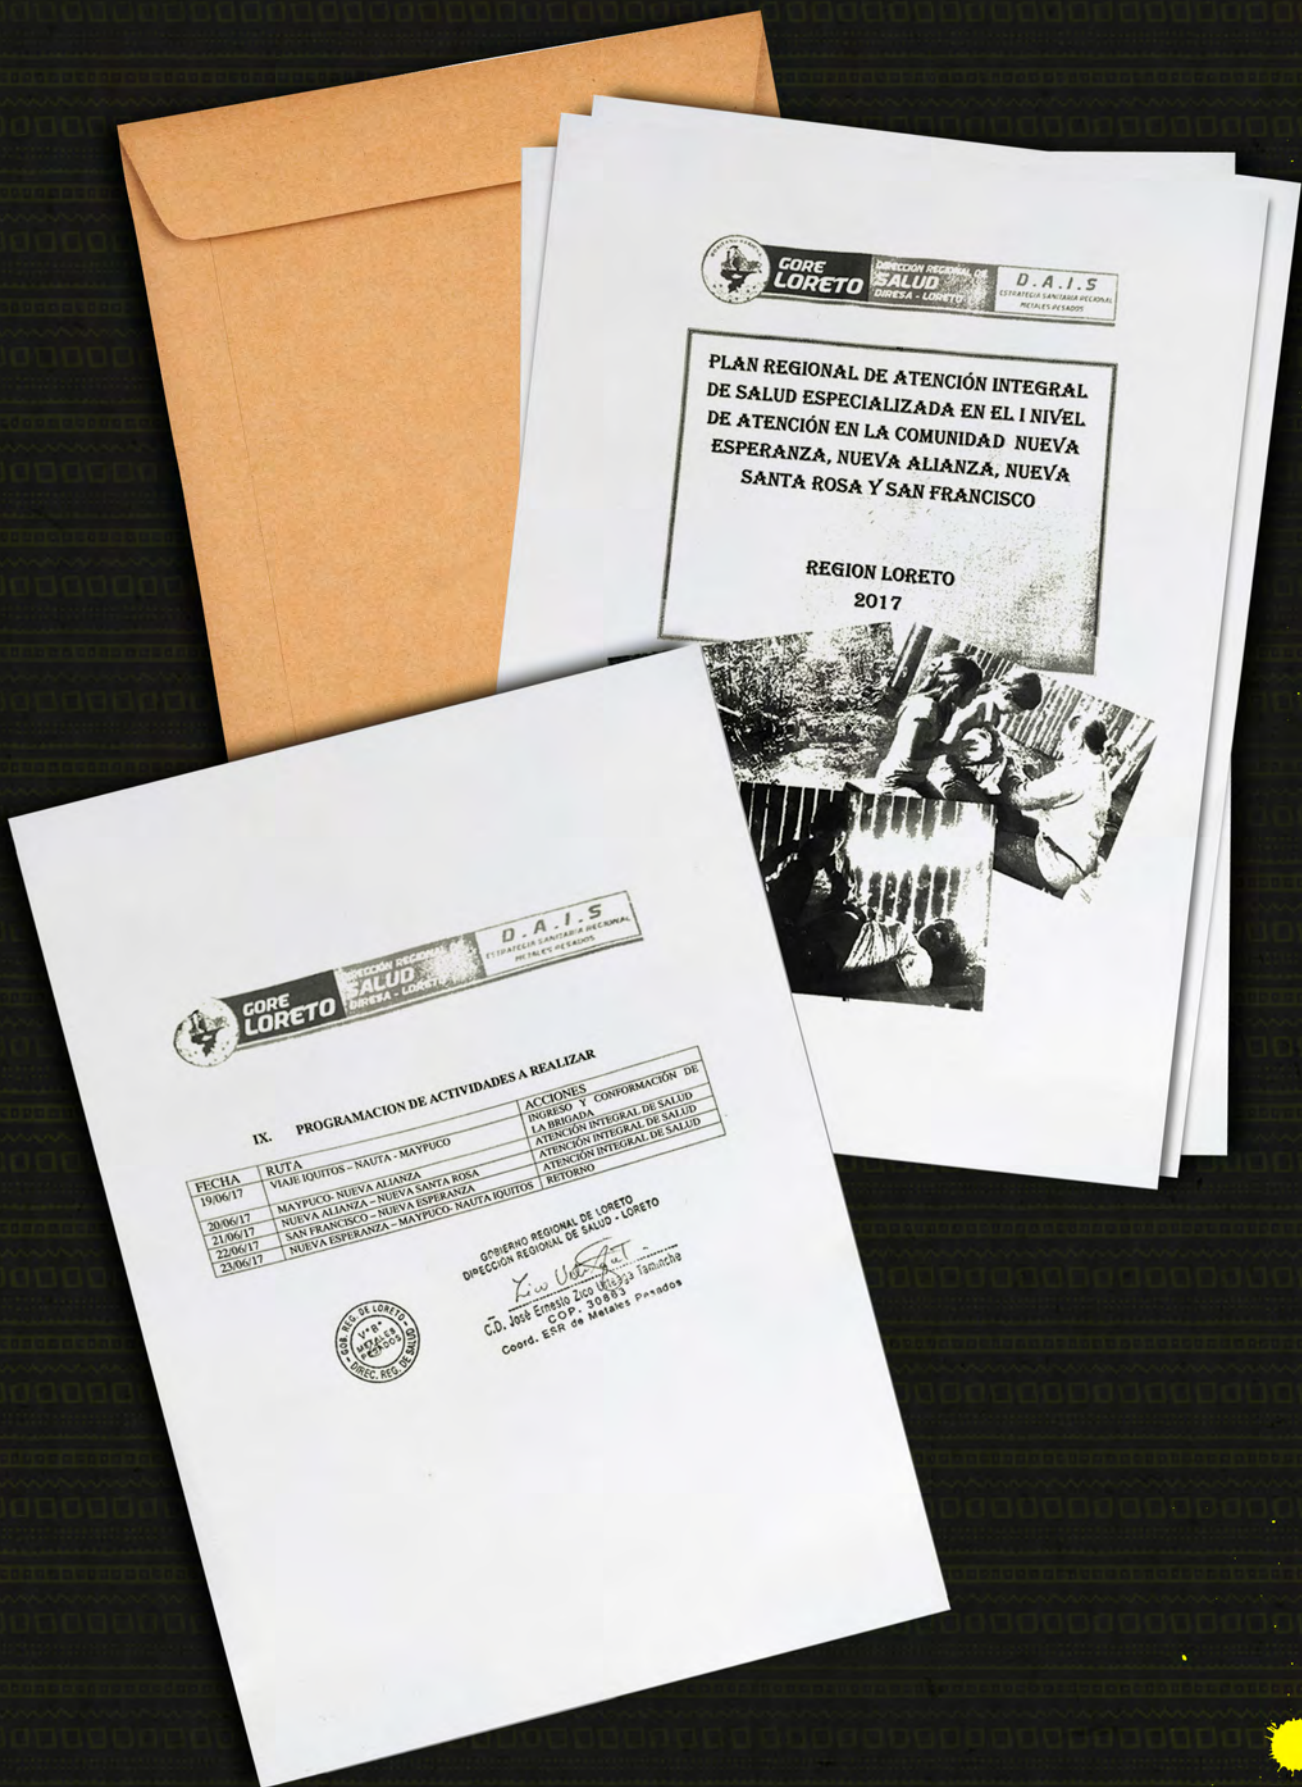 GORE
LORETO
DIRECCIÓN REGIONAL DE
SALUD
DIRESA - LORETO
D.A.I.S
ESTRATEGIA SANITARIA REGIONAL
METALES PESADOS
PLAN REGIONAL DE ATENCIÓN INTEGRAL
DE SALUD ESPECIALIZADA EN EL I NIVEL
DE ATENCIÓN EN LA COMUNIDAD NUEVA
ESPERANZA, NUEVA ALIANZA, NUEVA
SANTA ROSA Y SAN FRANCISCO
REGION LORETO
2017
GORE
LORETO
DIRECCIÓN REGIONAL DE
SALUD
DIRESA - LORETO
D.A.I.S
ESTRATEGIA SANITARIA REGIONAL
METALES PESADOS
IX. PROGRAMACION DE ACTIVIDADES A REALIZAR
FECHA RUTA ACCIONES
19/06/17 VIAJE IQUITOS – NAUTA - MAYPUCO INGRESO Y CONFORMACIÓN DE
LA BRIGADA
20/06/17 MAYPUCO- NUEVA ALIANZA ATENCIÓN INTEGRAL DE SALUD
21/06/17 NUEVA ALIANZA – NUEVA SANTA ROSA ATENCIÓN INTEGRAL DE SALUD
22/06/17 SAN FRANCISCO – NUEVA ESPERANZA ATENCIÓN INTEGRAL DE SALUD
23/06/17 NUEVA ESPERANZA – MAYPUCO- NAUTA IQUITOS RETORNO
GOBIERNO REGIONAL DE LORETO
DIRECCIÓN REGIONAL DE SALUD - LORETO
C.D. José Ernesto Zico Taminche
COP. 30863
Coord. ESR de Metales Pesados
GOB. REG. DE LORETO
V°B°
METALES
PESADOS
DIREC. REG. DE SALUD